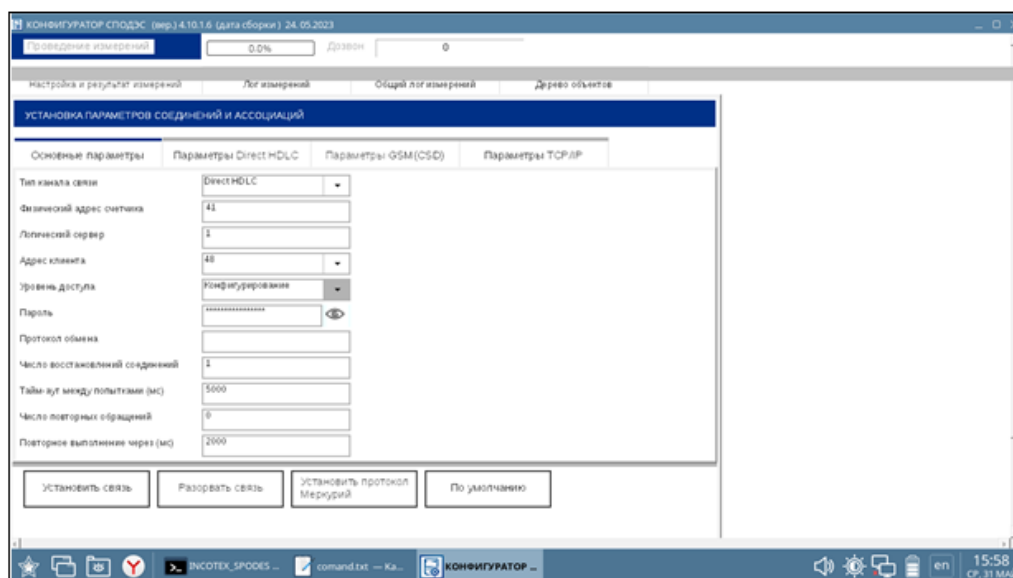 КОНФИГУРАТОР СПОДЭС (вер.) 4.10.1.6 (дата сборки) 24.05.2023
Проведение измерений 0.0% Дозвон 0
Настройка и результат измерений Лог измерений Общий лог измерений Дерево объектов
УСТАНОВКА ПАРАМЕТРОВ СОЕДИНЕНИЙ И АССОЦИАЦИЙ
Основные параметры Параметры Direct HDLC Параметры GSM(CSD) Параметры TCP/IP
Тип канала связи Direct HDLC
Физический адрес счетчика 41
Логический сервер 1
Адрес клиента 48
Уровень доступа Конфигурирование
Пароль ****************
Протокол обмена
Число восстановлений соединений 1
Тайм-аут между попытками (мс) 5000
Число повторных обращений 0
Повторное выполнение через (мс) 2000
Установить связь Разорвать связь Установить протокол Меркурий По умолчанию
INCOTEX_SPODES ... comand.txt — Ka... КОНФИГУРАТОР ... en 15:58
СР, 31 МА